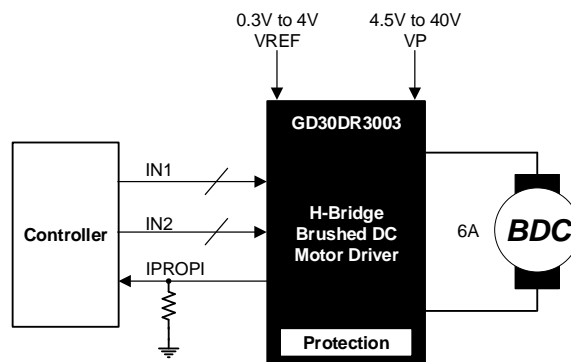 0.3V to 4V
VREF
4.5V to 40V
VP
GD30DR3003
IN1
IN2
IPROPI
Controller
H-Bridge
Brushed DC
Motor Driver
6A
BDC
Protection